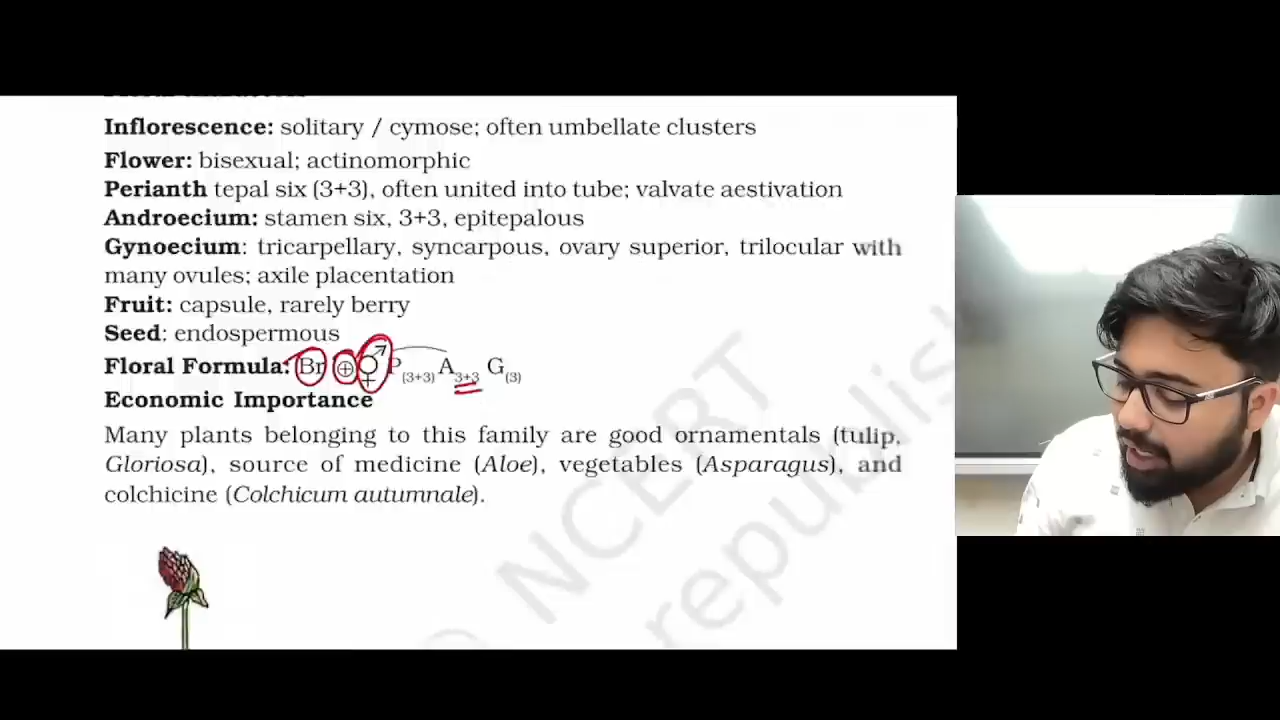 Inflorescence: solitary / cymose; often umbellate clusters
Flower: bisexual; actinomorphic
Perianth tepal six (3+3), often united into tube; valvate aestivation
Androecium: stamen six, 3+3, epitepalous
Gynoecium: tricarpellary, syncarpous, ovary superior, trilocular with
many ovules; axile placentation
Fruit: capsule, rarely berry
Seed: endospermous
Floral Formula: Br ⊕ ⚥ P(3+3) A3+3 G(3)
Economic Importance
Many plants belonging to this family are good ornamentals (tulip,
Gloriosa), source of medicine (Aloe), vegetables (Asparagus), and
colchicine (Colchicum autumnale).
© NCERT
republis